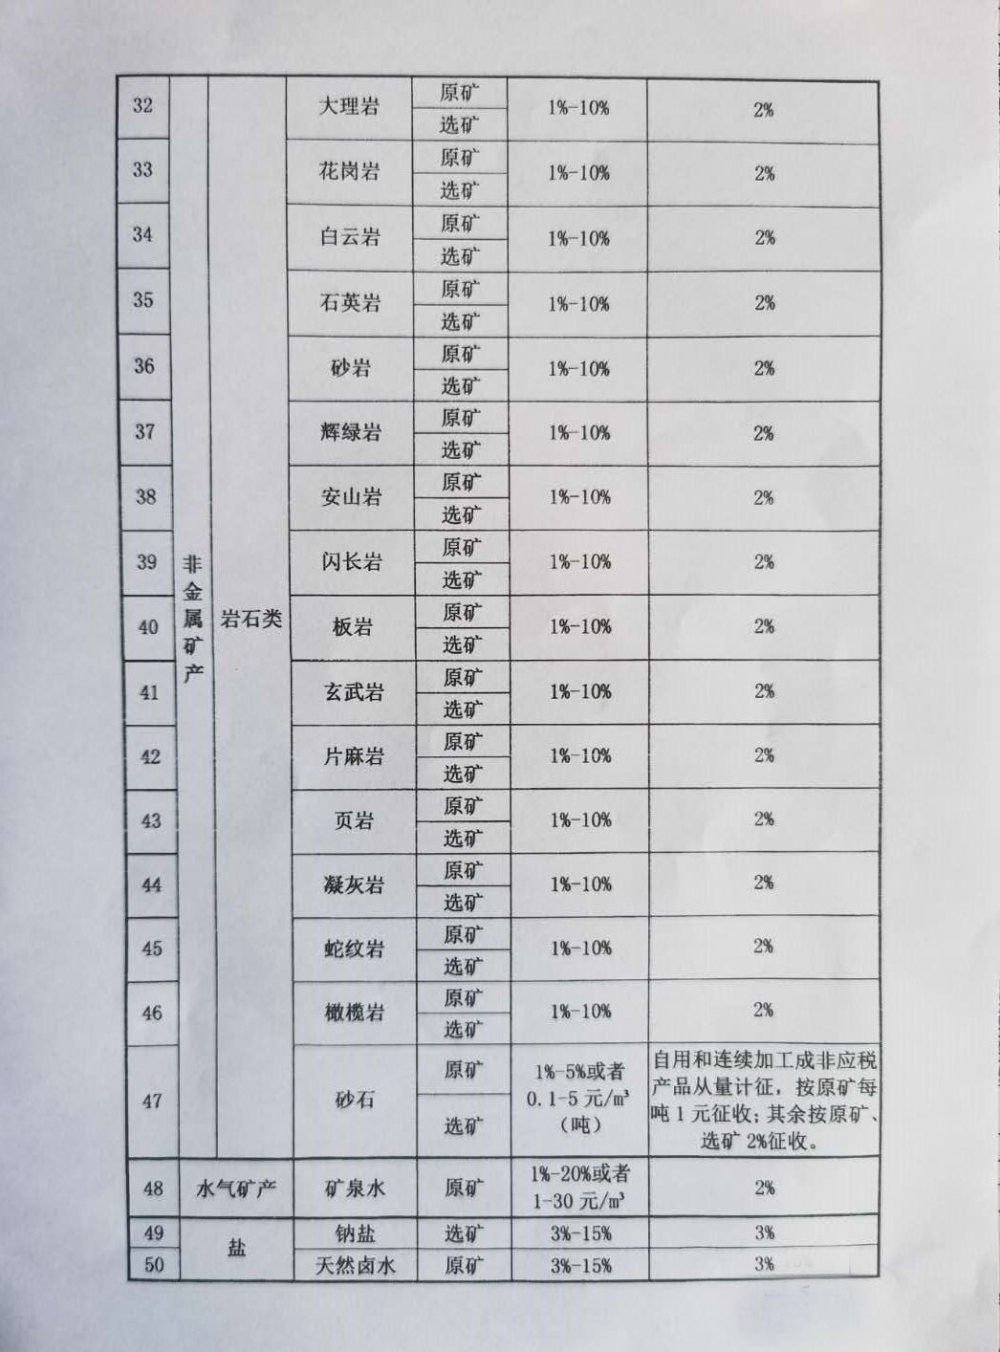 32
大理岩
原矿
选矿
1%-10%
2%
33
花岗岩
原矿
选矿
1%-10%
2%
34
白云岩
原矿
选矿
1%-10%
2%
35
石英岩
原矿
选矿
1%-10%
2%
36
砂岩
原矿
选矿
1%-10%
2%
37
辉绿岩
原矿
选矿
1%-10%
2%
38
安山岩
原矿
选矿
1%-10%
2%
39
闪长岩
原矿
选矿
1%-10%
2%
非金属矿产
岩石类
40
板岩
原矿
选矿
1%-10%
2%
41
玄武岩
原矿
选矿
1%-10%
2%
42
片麻岩
原矿
选矿
1%-10%
2%
43
页岩
原矿
选矿
1%-10%
2%
44
凝灰岩
原矿
选矿
1%-10%
2%
45
蛇纹岩
原矿
选矿
1%-10%
2%
46
橄榄岩
原矿
选矿
1%-10%
2%
47
砂石
原矿
选矿
1%-5%或者
0.1-5 元/m³
（吨）
自用和连续加工成非应税
产品从量计征，按原矿每
吨 1 元征收；其余按原矿、
选矿 2%征收。
48
水气矿产
矿泉水
原矿
1%-20%或者
1-30 元/m³
2%
49
盐
钠盐
选矿
3%-15%
3%
50
天然卤水
原矿
3%-15%
3%